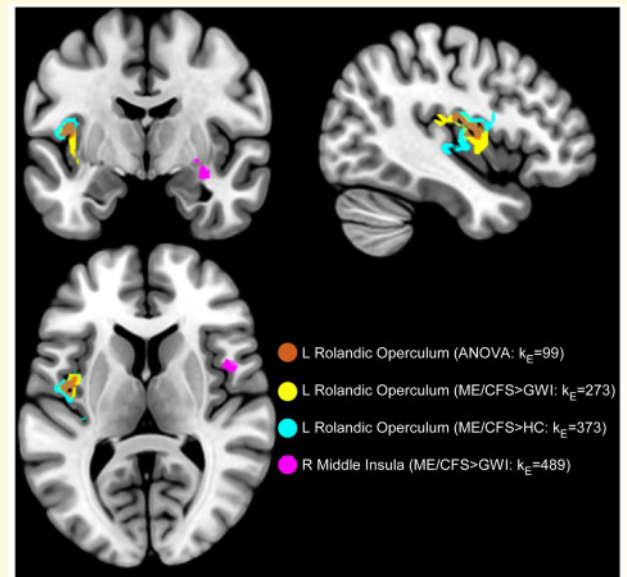 L Rolandic Operculum (ANOVA: kE=99)
L Rolandic Operculum (ME/CFS>GWI: kE=273)
L Rolandic Operculum (ME/CFS>HC: kE=373)
R Middle Insula (ME/CFS>GWI: kE=489)